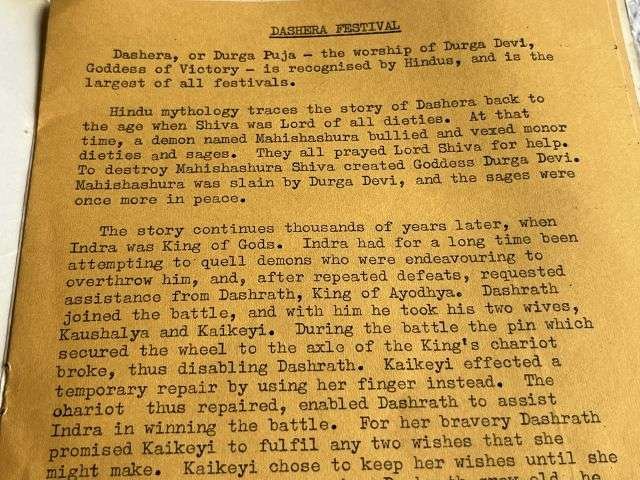 DASHERA FESTIVAL
Dashera, or Durga Puja - the worship of Durga Devi,
Goddess of Victory - is recognised by Hindus, and is the
largest of all festivals.
Hindu mythology traces the story of Dashera back to
the age when Shiva was Lord of all dieties. At that
time, a demon named Mahishashura bullied and vexed monor
dieties and sages. They all prayed Lord Shiva for help.
To destroy Mahishashura Shiva created Goddess Durga Devi.
Mahishashura was slain by Durga Devi, and the sages were
once more in peace.
The story continues thousands of years later, when
Indra was King of Gods. Indra had for a long time been
attempting to quell demons who were endeavouring to
overthrow him, and, after repeated defeats, requested
assistance from Dashrath, King of Ayodhya. Dashrath
joined the battle, and with him he took his two wives,
Kaushalya and Kaikeyi. During the battle the pin which
secured the wheel to the axle of the King's chariot
broke, thus disabling Dashrath. Kaikeyi effected a
temporary repair by using her finger instead. The
chariot thus repaired, enabled Dashrath to assist
Indra in winning the battle. For her bravery Dashrath
promised Kaikeyi to fulfil any two wishes that she
might make. Kaikeyi chose to keep her wishes until she
Dashrath grew old, he